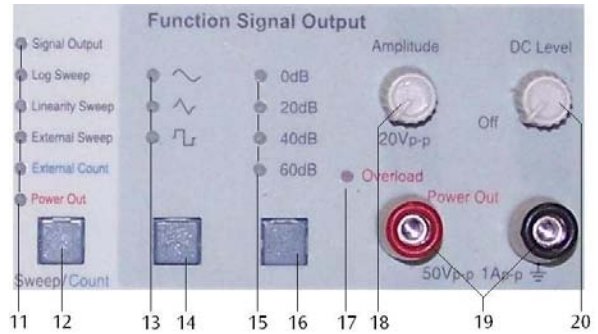 Function Signal Output
Signal Output
Log Sweep
Linearity Sweep
External Sweep
External Count
Power Out
Sweep/Count
0dB
20dB
40dB
60dB
Overload
Amplitude
20Vp-p
DC Level
Off
Power Out
50Vp-p 1Ap-p
11 12 13 14 15 16 17 18 19 20